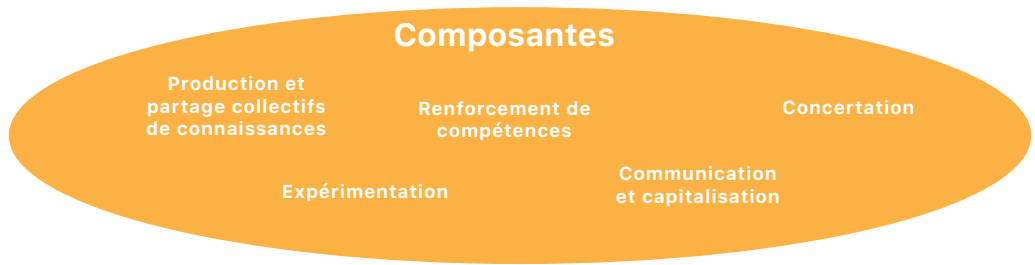 Composantes
Production et
partage collectifs
de connaissances
Renforcement de
compétences
Concertation
Expérimentation
Communication
et capitalisation